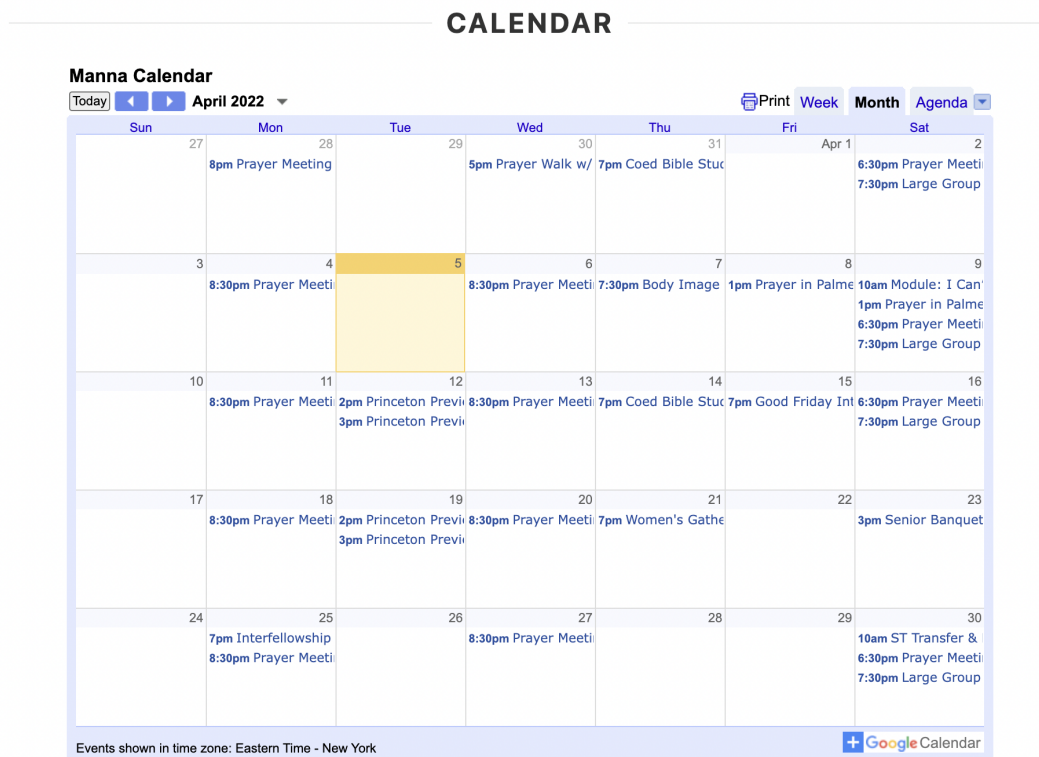 CALENDAR
Manna Calendar
Today April 2022 Print Week Month Agenda
Sun Mon Tue Wed Thu Fri Sat
27 28 29 30 31 Apr 1 2
8pm Prayer Meeting 5pm Prayer Walk w/ 7pm Coed Bible Stud 6:30pm Prayer Meeti
7:30pm Large Group
3 4 5 6 7 8 9
8:30pm Prayer Meeti 8:30pm Prayer Meeti 7:30pm Body Image 1pm Prayer in Palme 10am Module: I Can'
1pm Prayer in Palme
6:30pm Prayer Meeti
7:30pm Large Group
10 11 12 13 14 15 16
8:30pm Prayer Meeti 2pm Princeton Previe 8:30pm Prayer Meeti 7pm Coed Bible Stud 7pm Good Friday Int 6:30pm Prayer Meeti
3pm Princeton Previe 7:30pm Large Group
17 18 19 20 21 22 23
8:30pm Prayer Meeti 2pm Princeton Previe 8:30pm Prayer Meeti 7pm Women's Gathe 3pm Senior Banquet
3pm Princeton Previe
24 25 26 27 28 29 30
7pm Interfellowship 8:30pm Prayer Meeti 10am ST Transfer &
8:30pm Prayer Meeti 6:30pm Prayer Meeti
7:30pm Large Group
Events shown in time zone: Eastern Time - New York
Google Calendar